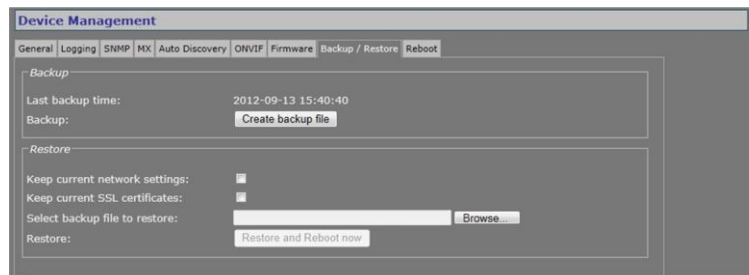 Device Management
General Logging SNMP MX Auto Discovery ONVIF Firmware Backup / Restore Reboot
Backup
Last backup time: 2012-09-13 15:40:40
Backup: Create backup file
Restore
Keep current network settings:
Keep current SSL certificates:
Select backup file to restore: Browse...
Restore: Restore and Reboot now